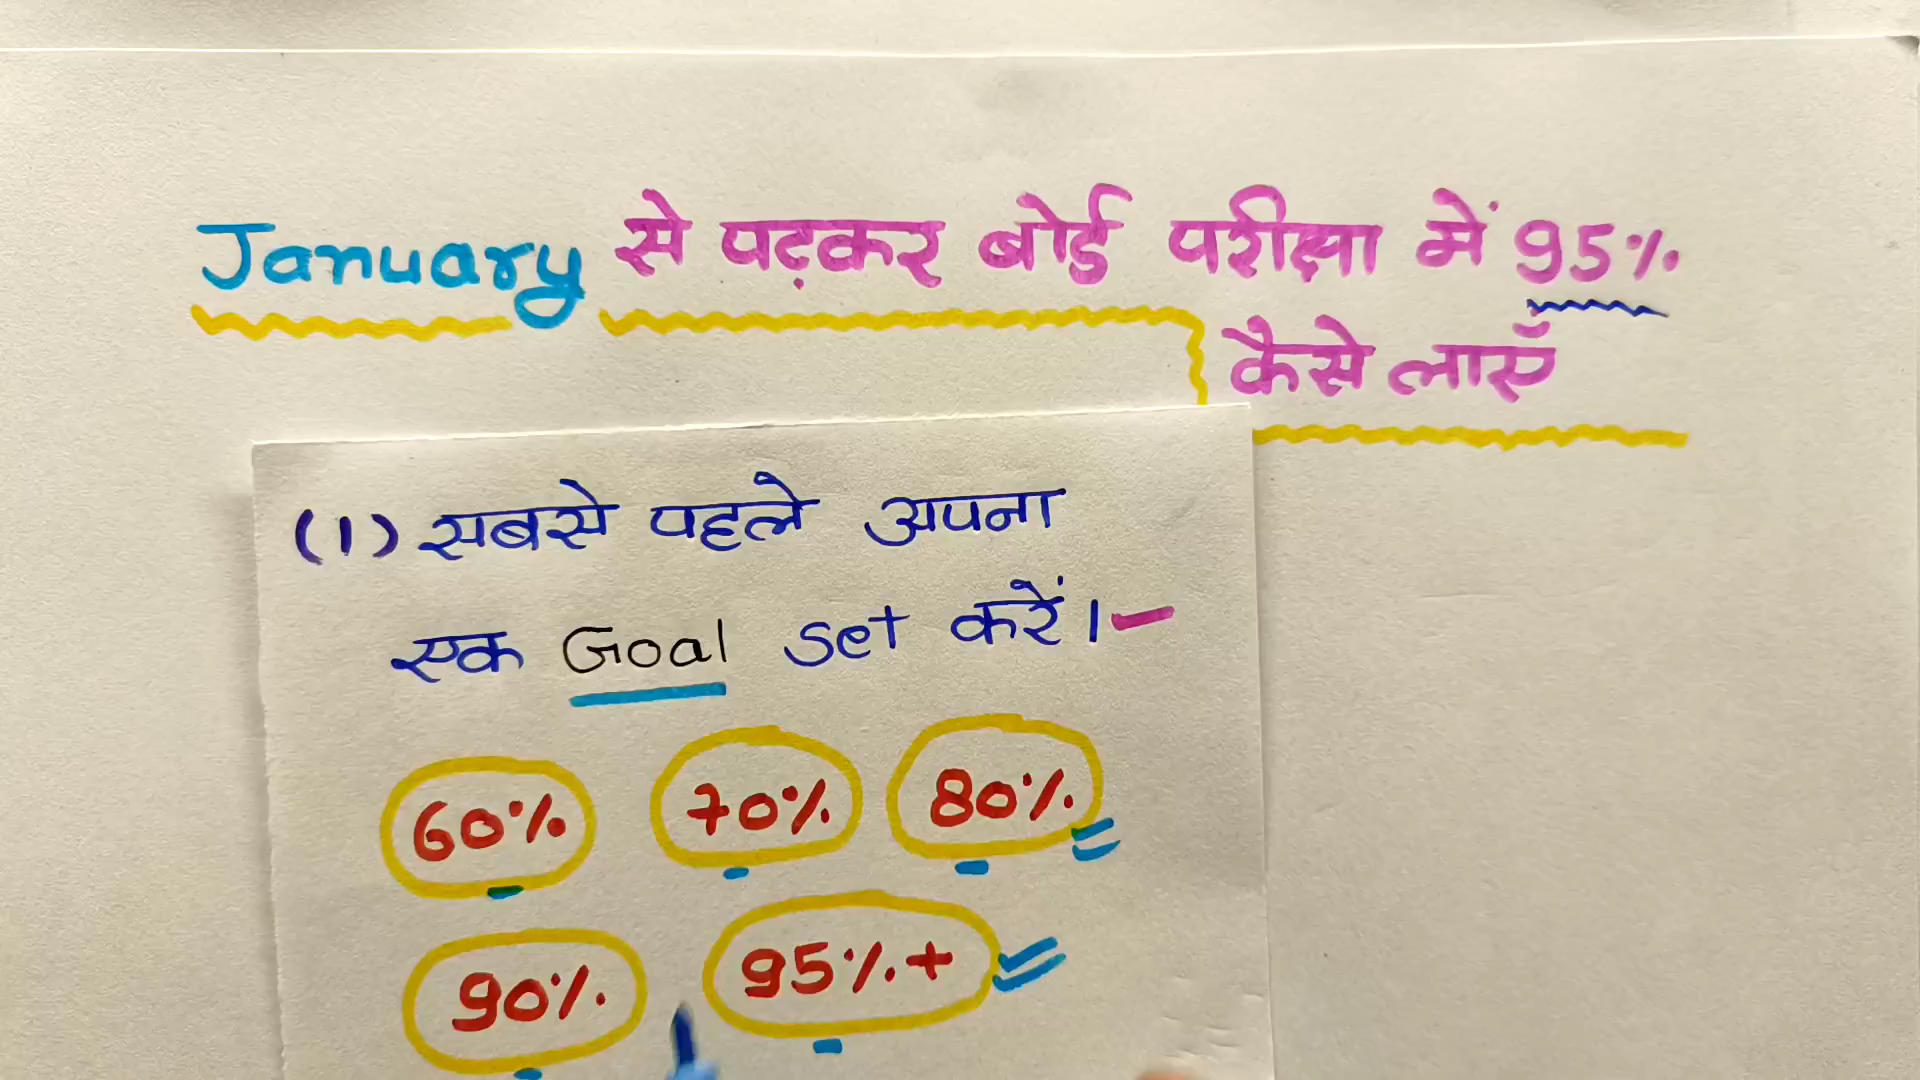 January से पढ़कर बोर्ड परीक्षा में 95%
कैसे लाएँ
(1) सबसे पहले अपना
एक Goal set करें।
60% 70% 80%
90% 95%+